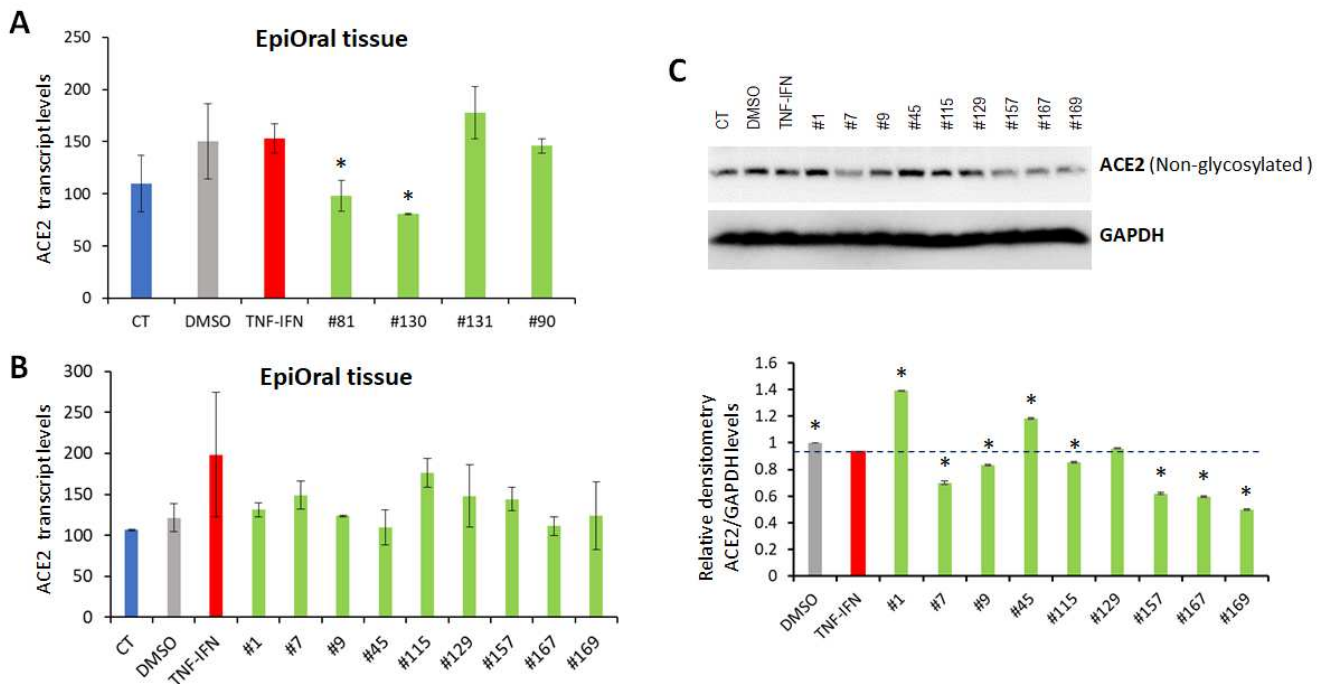 A
EpiOral tissue
ACE2 transcript levels
250
200
150
100
50
0
*
*
CT DMSO TNF-IFN #81 #130 #131 #90
B
EpiOral tissue
ACE2 transcript levels
300
250
200
150
100
50
0
CT DMSO TNF-IFN #1 #7 #9 #45 #115 #129 #157 #167 #169
C
CT DMSO TNF-IFN #1 #7 #9 #45 #115 #129 #157 #167 #169
ACE2 (Non-glycosylated )
GAPDH
Relative densitometry
ACE2/GAPDH levels
1.6
1.4
1.2
1
0.8
0.6
0.4
0.2
0
* * * * * * * * *
DMSO TNF-IFN #1 #7 #9 #45 #115 #129 #157 #167 #169